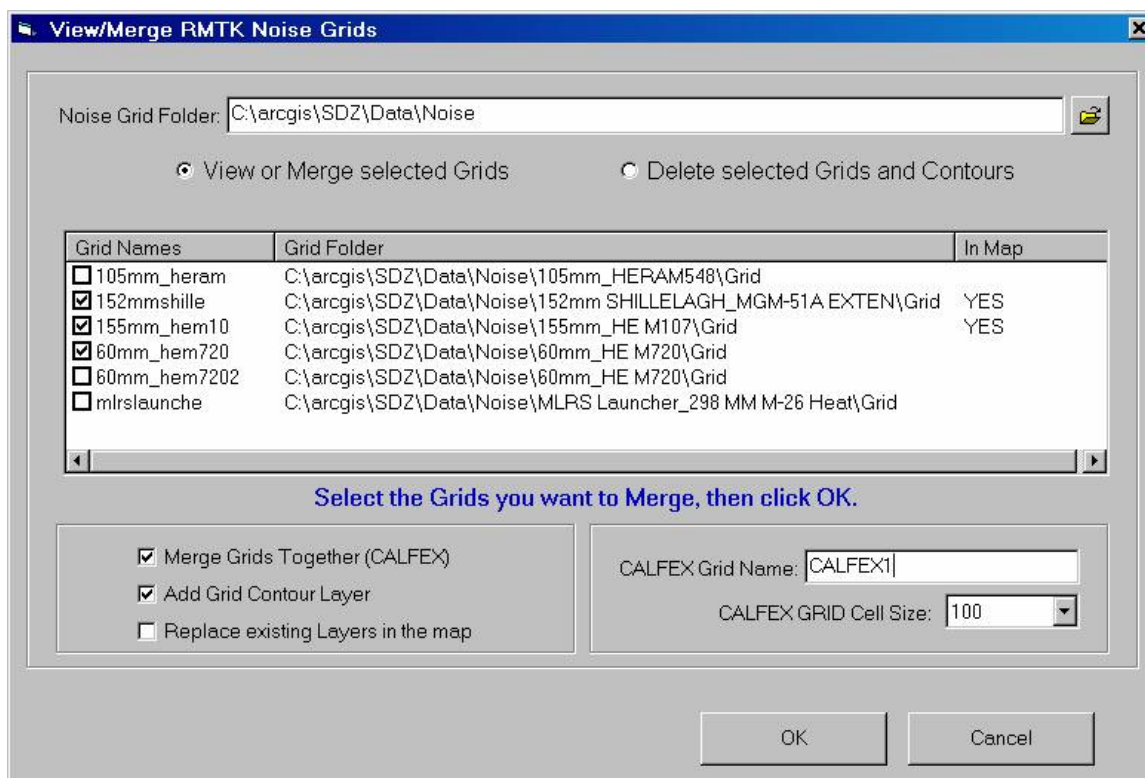 View/Merge RMTK Noise Grids
Noise Grid Folder: C:\arcgis\SDZ\Data\Noise
View or Merge selected Grids Delete selected Grids and Contours
Grid Names Grid Folder In Map
105mm_heram C:\arcgis\SDZ\Data\Noise\105mm_HERAM548\Grid
152mmshille C:\arcgis\SDZ\Data\Noise\152mm SHILLELAGH_MGM-51A EXTEN\Grid YES
155mm_hem10 C:\arcgis\SDZ\Data\Noise\155mm_HE M107\Grid YES
60mm_hem720 C:\arcgis\SDZ\Data\Noise\60mm_HE M720\Grid
60mm_hem7202 C:\arcgis\SDZ\Data\Noise\60mm_HE M720\Grid
mlrslaunche C:\arcgis\SDZ\Data\Noise\MLRS Launcher_298 MM M-26 Heat\Grid
Select the Grids you want to Merge, then click OK.
Merge Grids Together (CALFEX)
Add Grid Contour Layer
Replace existing Layers in the map
CALFEX Grid Name: CALFEX1
CALFEX GRID Cell Size: 100
OK Cancel